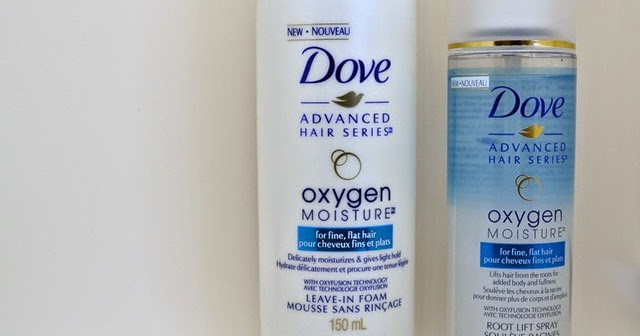 NEW • NOUVEAU
Dove
ADVANCED
HAIR SERIES
oxygen
MOISTURE
for fine, flat hair
pour cheveux fins et plats
Delicately moisturizes & gives light hold
Hydrate délicatement et procure une tenue légère
WITH OXYFUSION TECHNOLOGY
AVEC TECHNOLOGIE OXYFUSION
LEAVE-IN FOAM
MOUSSE SANS RINÇAGE
150 mL
NEW • NOUVEAU
Dove
ADVANCED
HAIR SERIES
oxygen
MOISTURE
for fine, flat hair
pour cheveux fins et plats
Lifts hair from the roots for
added body and fullness
Soulève les cheveux à la racine
pour donner plus de corps et d'ampleur
WITH OXYFUSION TECHNOLOGY
AVEC TECHNOLOGIE OXYFUSION
ROOT LIFT SPRAY
SOULÈVE RACINES